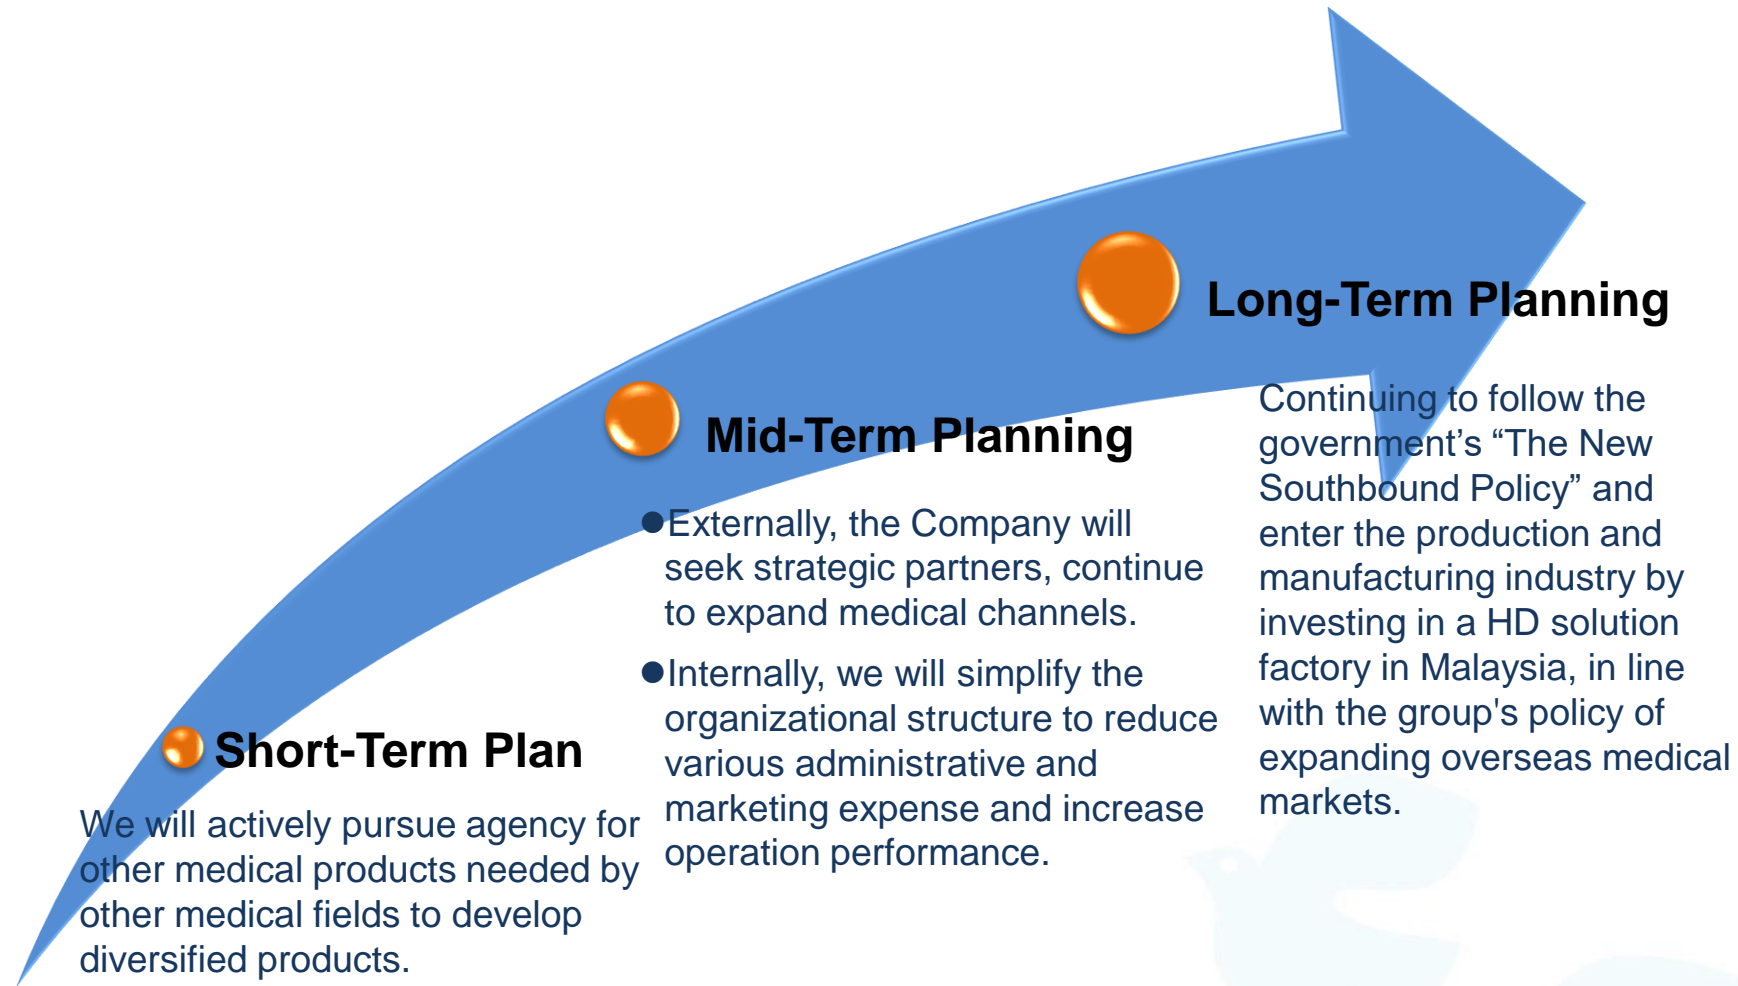 Short-Term Plan
We will actively pursue agency for
other medical products needed by
other medical fields to develop
diversified products.
Mid-Term Planning
●Externally, the Company will
seek strategic partners, continue
to expand medical channels.
●Internally, we will simplify the
organizational structure to reduce
various administrative and
marketing expense and increase
operation performance.
Long-Term Planning
Continuing to follow the
government’s “The New
Southbound Policy” and
enter the production and
manufacturing industry by
investing in a HD solution
factory in Malaysia, in line
with the group's policy of
expanding overseas medical
markets.